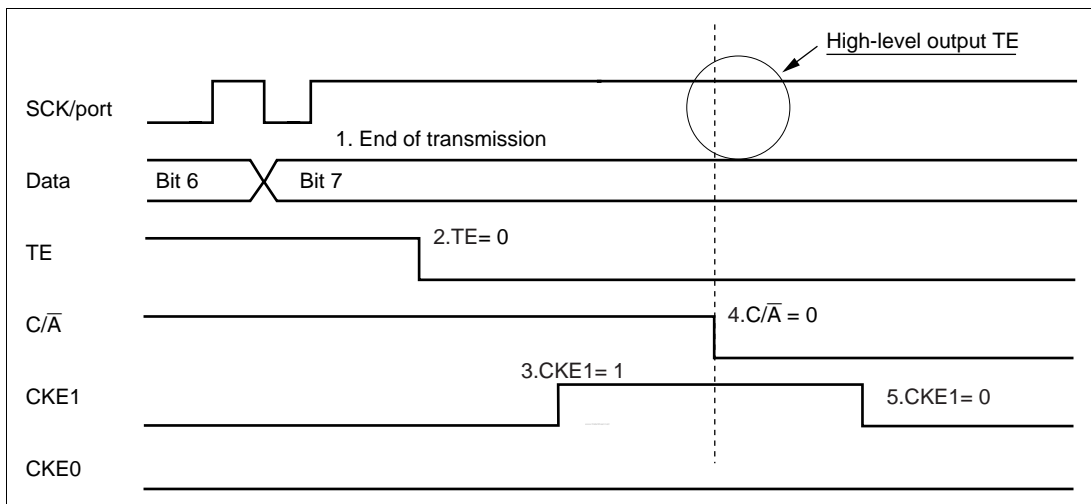 High-level output TE
SCK/port
1. End of transmission
Data
Bit 6
Bit 7
TE
2.TE= 0
C/A̅
4.C/A̅ = 0
3.CKE1= 1
CKE1
5.CKE1= 0
CKE0